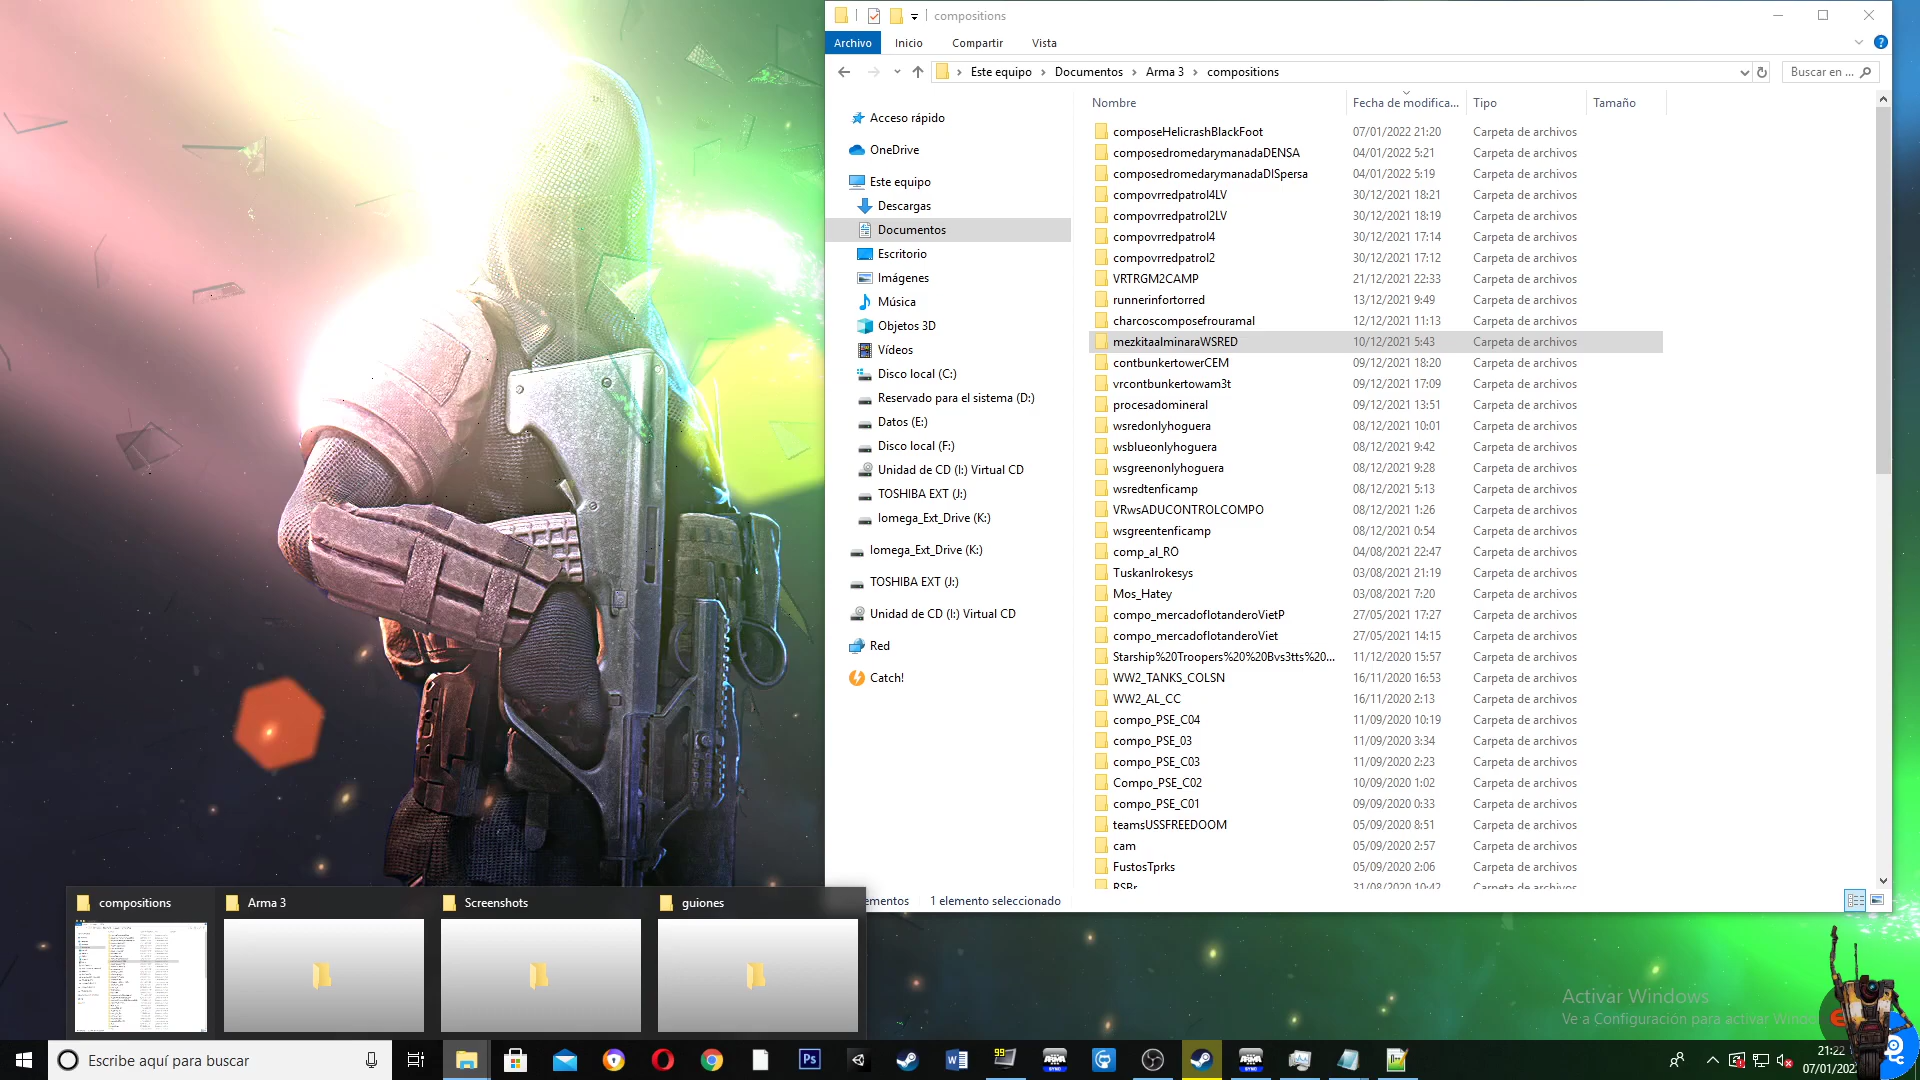 compositions
Archivo Inicio Compartir Vista
Este equipo Documentos Arma 3 compositions
Buscar en ...
Acceso rápido
OneDrive
Este equipo
Descargas
Documentos
Escritorio
Imágenes
Música
Objetos 3D
Vídeos
Disco local (C:)
Reservado para el sistema (D:)
Datos (E:)
Disco local (F:)
Unidad de CD (I:) Virtual CD
TOSHIBA EXT (J:)
Iomega_Ext_Drive (K:)
Iomega_Ext_Drive (K:)
TOSHIBA EXT (J:)
Unidad de CD (I:) Virtual CD
Red
Catch!
Nombre Fecha de modifica... Tipo Tamaño
composeHelicrashBlackFoot 07/01/2022 21:20 Carpeta de archivos
composedromedarymanadaDENSA 04/01/2022 5:21 Carpeta de archivos
composedromedarymanadaDISpersa 04/01/2022 5:19 Carpeta de archivos
compovrredpatrol4LV 30/12/2021 18:21 Carpeta de archivos
compovrredpatrol2LV 30/12/2021 18:19 Carpeta de archivos
compovrredpatrol4 30/12/2021 17:14 Carpeta de archivos
compovrredpatrol2 30/12/2021 17:12 Carpeta de archivos
VRTRGM2CAMP 21/12/2021 22:33 Carpeta de archivos
runnerinfortorred 13/12/2021 9:49 Carpeta de archivos
charcoscomposefrouramal 12/12/2021 11:13 Carpeta de archivos
mezkitaalminaraWSRED 10/12/2021 5:43 Carpeta de archivos
contbunkertowerCEM 09/12/2021 18:20 Carpeta de archivos
vrcontbunkertowam3t 09/12/2021 17:09 Carpeta de archivos
procesadomineral 09/12/2021 13:51 Carpeta de archivos
wsredonlyhoguera 08/12/2021 10:01 Carpeta de archivos
wsblueonlyhoguera 08/12/2021 9:42 Carpeta de archivos
wsgreenonlyhoguera 08/12/2021 9:28 Carpeta de archivos
wsredtenficamp 08/12/2021 5:13 Carpeta de archivos
VRwsADUCONTROLCOMPO 08/12/2021 1:26 Carpeta de archivos
wsgreentenficamp 08/12/2021 0:54 Carpeta de archivos
comp_al_RO 04/08/2021 22:47 Carpeta de archivos
TuskanIrokesys 03/08/2021 21:19 Carpeta de archivos
Mos_Hatey 03/08/2021 7:20 Carpeta de archivos
compo_mercadoflotanderoVietP 27/05/2021 17:27 Carpeta de archivos
compo_mercadoflotanderoViet 27/05/2021 14:15 Carpeta de archivos
Starship%20Troopers%20%20Bvs3tts%20... 11/12/2020 15:57 Carpeta de archivos
WW2_TANKS_COLSN 16/11/2020 16:53 Carpeta de archivos
WW2_AL_CC 16/11/2020 2:13 Carpeta de archivos
compo_PSE_C04 11/09/2020 10:19 Carpeta de archivos
compo_PSE_03 11/09/2020 3:34 Carpeta de archivos
compo_PSE_C03 11/09/2020 2:23 Carpeta de archivos
Compo_PSE_C02 10/09/2020 1:02 Carpeta de archivos
compo_PSE_C01 09/09/2020 0:33 Carpeta de archivos
teamsUSSFREEDOOM 05/09/2020 8:51 Carpeta de archivos
cam 05/09/2020 2:57 Carpeta de archivos
FustosTprks 05/09/2020 2:06 Carpeta de archivos
RSBr 31/08/2020 10:42 Carpeta de archivos
ementos 1 elemento seleccionado
compositions Arma 3 Screenshots guiones
Activar Windows
Ve a Configuración para activar Windo
Escribe aquí para buscar
Ps
99
SYNC
SYNC
21:22
07/01/202